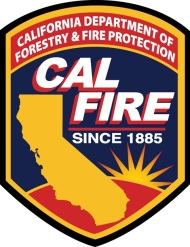 CALIFORNIA DEPARTMENT OF
FORESTRY & FIRE PROTECTION
CAL
FIRE
SINCE 1885